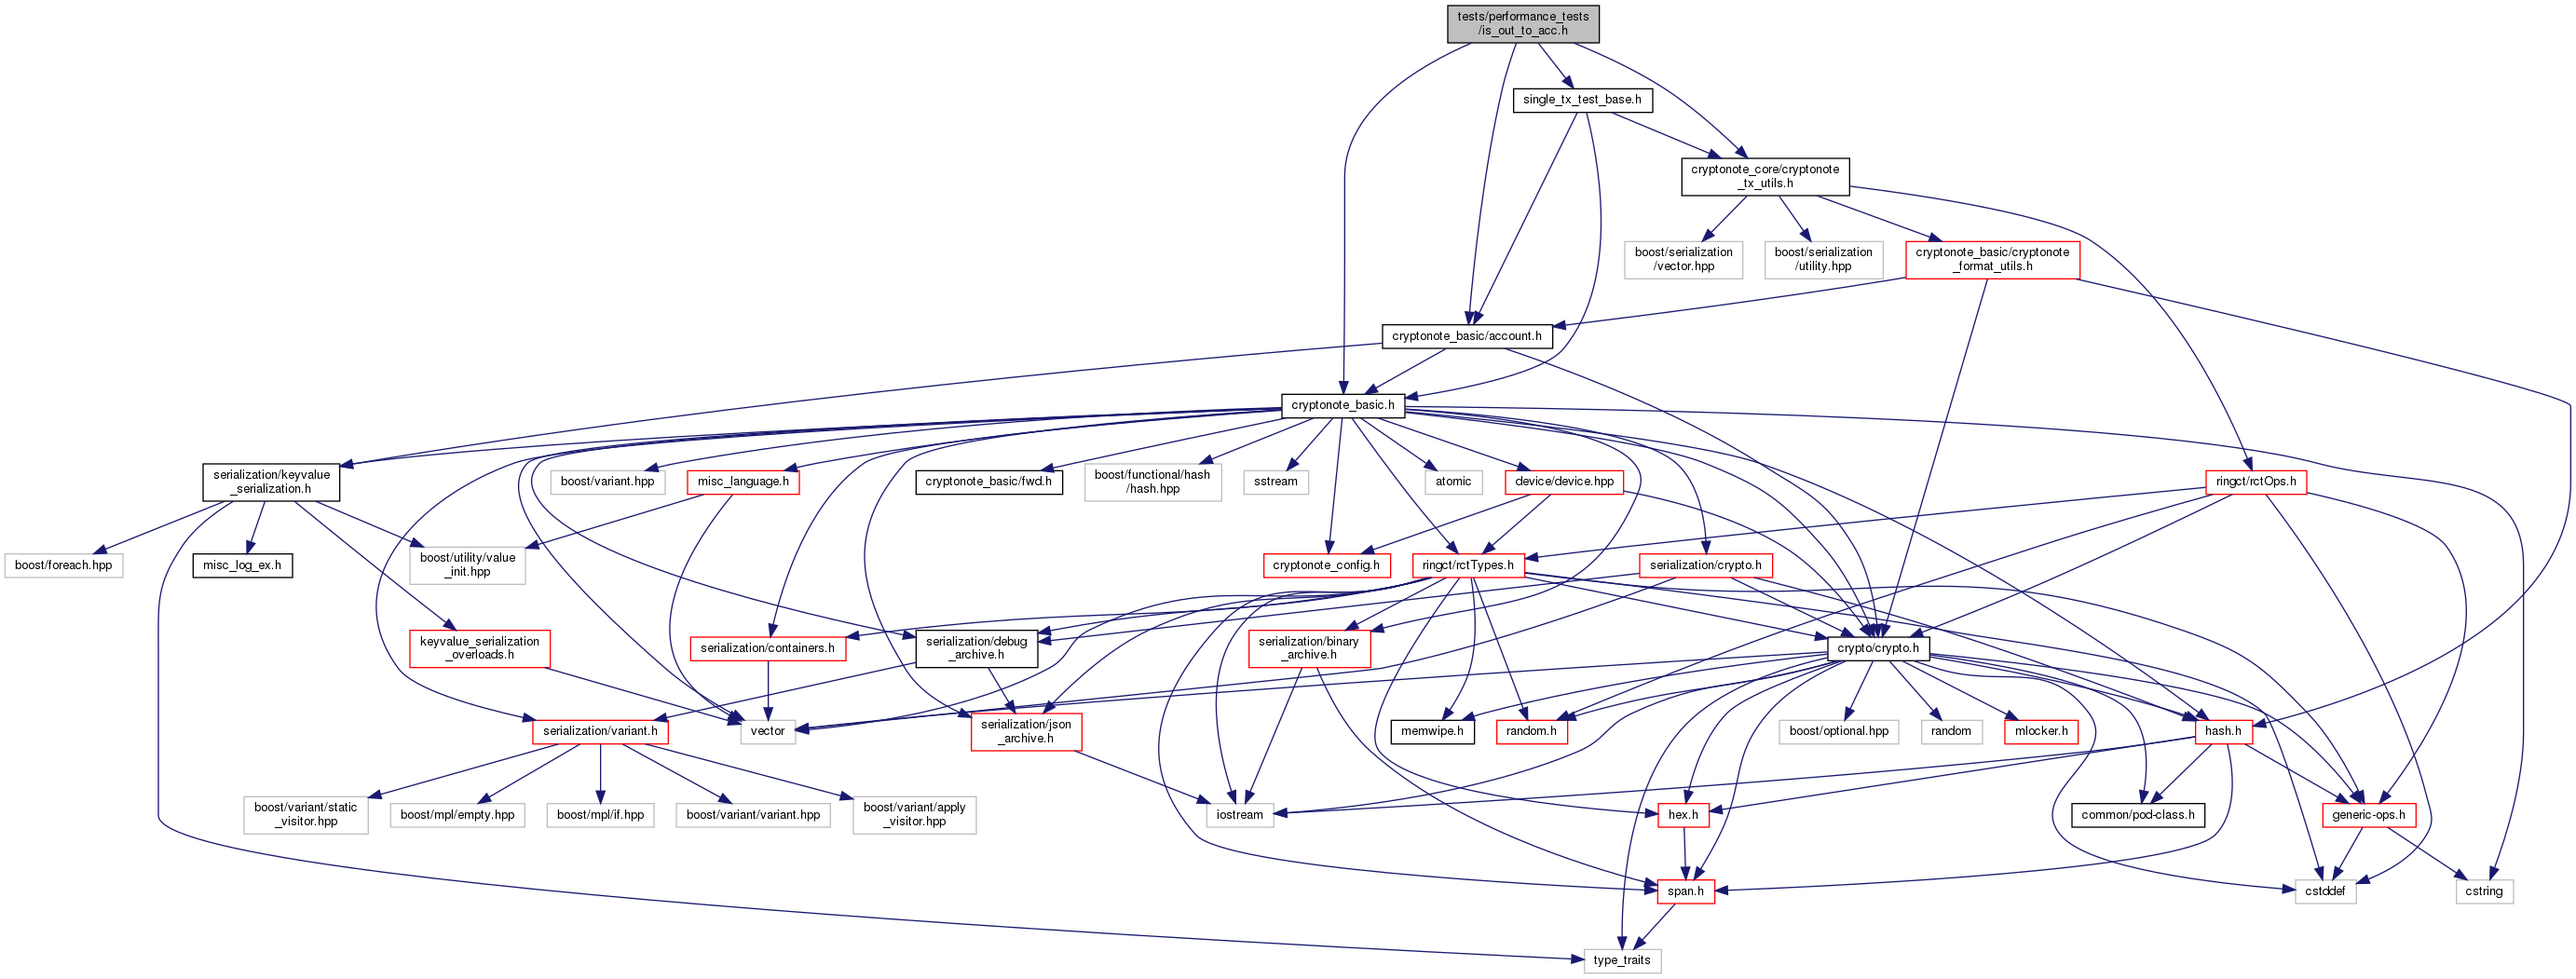 tests/performance_tests
/is_out_to_acc.h
single_tx_test_base.h
cryptonote_core/cryptonote
_tx_utils.h
boost/serialization
/vector.hpp
boost/serialization
/utility.hpp
cryptonote_basic/cryptonote
_format_utils.h
cryptonote_basic/account.h
cryptonote_basic.h
serialization/keyvalue
_serialization.h
boost/variant.hpp
misc_language.h
cryptonote_basic/fwd.h
boost/functional/hash
/hash.hpp
sstream
atomic
device/device.hpp
ringct/rctOps.h
boost/foreach.hpp
misc_log_ex.h
boost/utility/value
_init.hpp
cryptonote_config.h
ringct/rctTypes.h
serialization/crypto.h
keyvalue_serialization
_overloads.h
serialization/containers.h
serialization/debug
_archive.h
serialization/binary
_archive.h
crypto/crypto.h
serialization/variant.h
vector
serialization/json
_archive.h
memwipe.h
random.h
boost/optional.hpp
random
mlocker.h
hash.h
boost/variant/static
_visitor.hpp
boost/mpl/empty.hpp
boost/mpl/if.hpp
boost/variant/variant.hpp
boost/variant/apply
_visitor.hpp
iostream
hex.h
common/pod-class.h
generic-ops.h
span.h
cstddef
cstring
type_traits